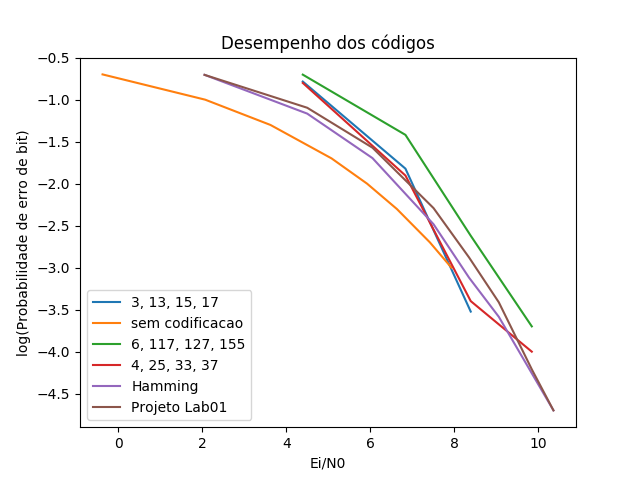 Desempenho dos códigos
log(Probabilidade de erro de bit)
−0.5
−1.0
−1.5
−2.0
−2.5
−3.0
−3.5
−4.0
−4.5
3, 13, 15, 17
sem codificacao
6, 117, 127, 155
4, 25, 33, 37
Hamming
Projeto Lab01
0 2 4 6 8 10
Ei/N0